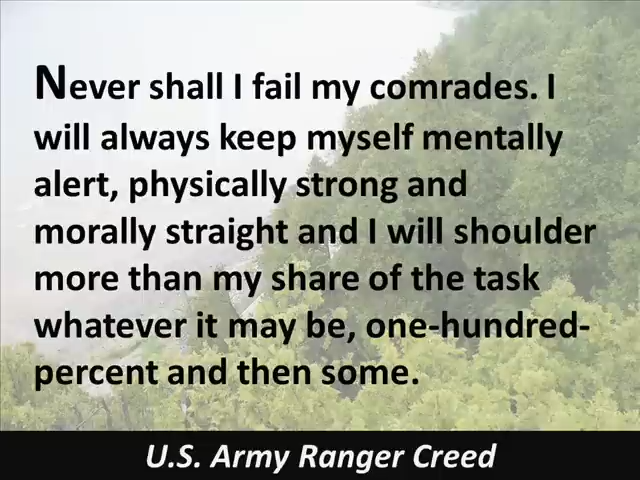 Never shall I fail my comrades. I
will always keep myself mentally
alert, physically strong and
morally straight and I will shoulder
more than my share of the task
whatever it may be, one-hundred-
percent and then some.
U.S. Army Ranger Creed